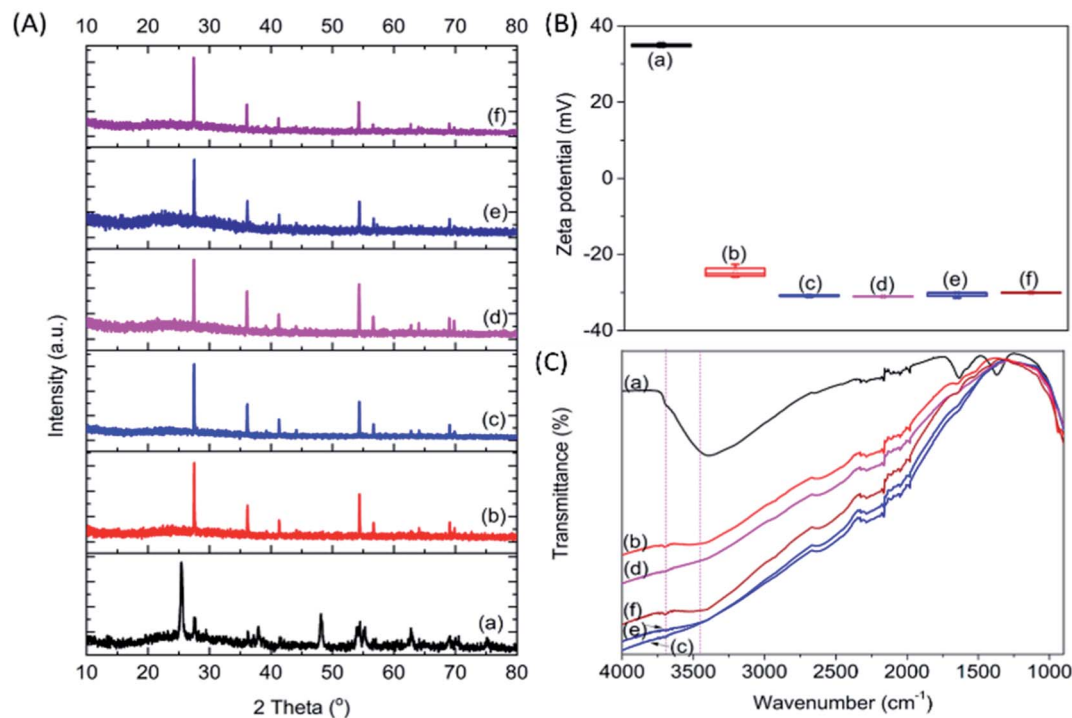 (A)
10 20 30 40 50 60 70 80
(f)
(e)
(d)
(c)
(b)
(a)
Intensity (a.u.)
10 20 30 40 50 60 70 80
2 Theta (°)
(B)
40
20
0
-20
-40
Zeta potential (mV)
(a)
(b)
(c)
(d)
(e)
(f)
(C)
Transmittance (%)
(a)
(b)
(d)
(f)
(e)
(c)
4000 3500 3000 2500 2000 1500 1000
Wavenumber (cm⁻¹)